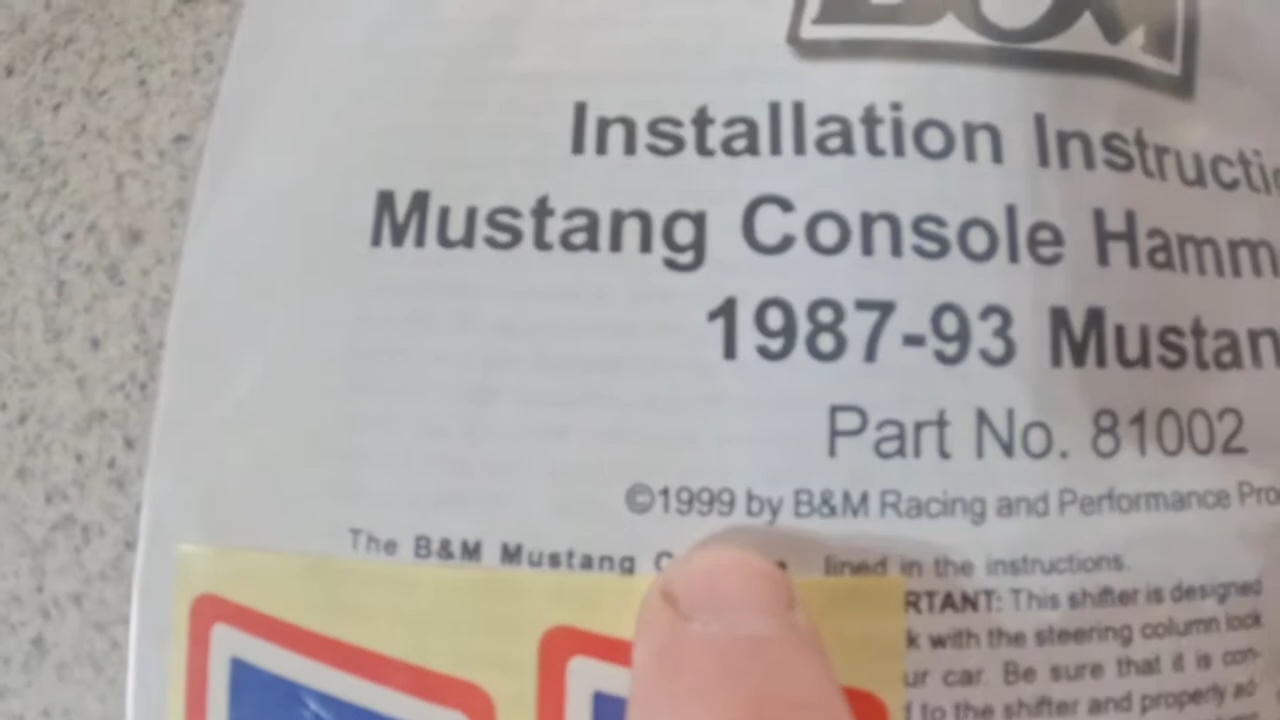 B&M
Installation Instructi
Mustang Console Hamm
1987-93 Mustan
Part No. 81002
©1999 by B&M Racing and Performance Pro
The B&M Mustang C
lined in the instructions.
RTANT: This shifter is designed
k with the steering column lock
ur car. Be sure that it is con-
d to the shifter and properly ad-